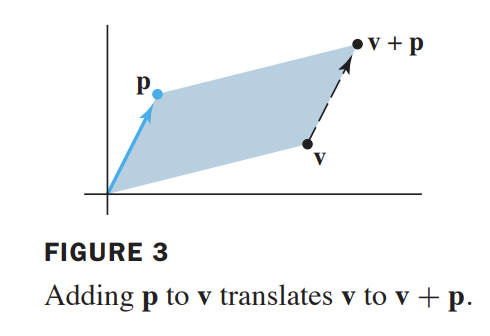 v + p
p
v
FIGURE 3
Adding p to v translates v to v + p.